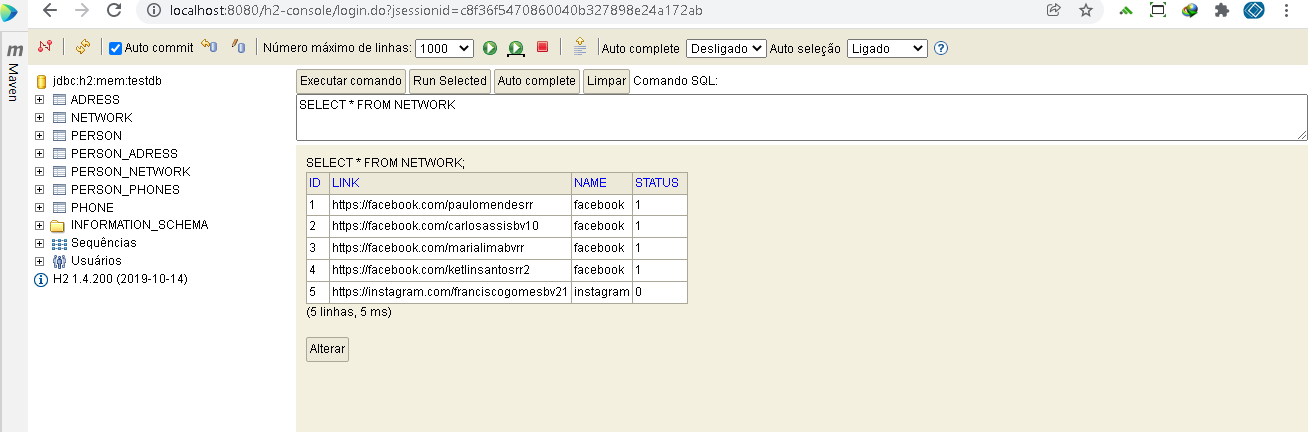 localhost:8080/h2-console/login.do?jsessionid=c8f36f5470860040b327898e24a172ab
m Maven
Auto commit Número máximo de linhas: 1000 Auto complete Desligado Auto seleção Ligado ?
jdbc:h2:mem:testdb
ADRESS
NETWORK
PERSON
PERSON_ADRESS
PERSON_NETWORK
PERSON_PHONES
PHONE
INFORMATION_SCHEMA
Sequências
Usuários
H2 1.4.200 (2019-10-14)
Executar comando Run Selected Auto complete Limpar Comando SQL:
SELECT * FROM NETWORK
SELECT * FROM NETWORK;
ID LINK NAME STATUS
1 https://facebook.com/paulomendesrr facebook 1
2 https://facebook.com/carlosassisbv10 facebook 1
3 https://facebook.com/marialimabvrr facebook 1
4 https://facebook.com/ketlinsantosrr2 facebook 1
5 https://instagram.com/franciscogomesbv21 instagram 0
(5 linhas, 5 ms)
Alterar